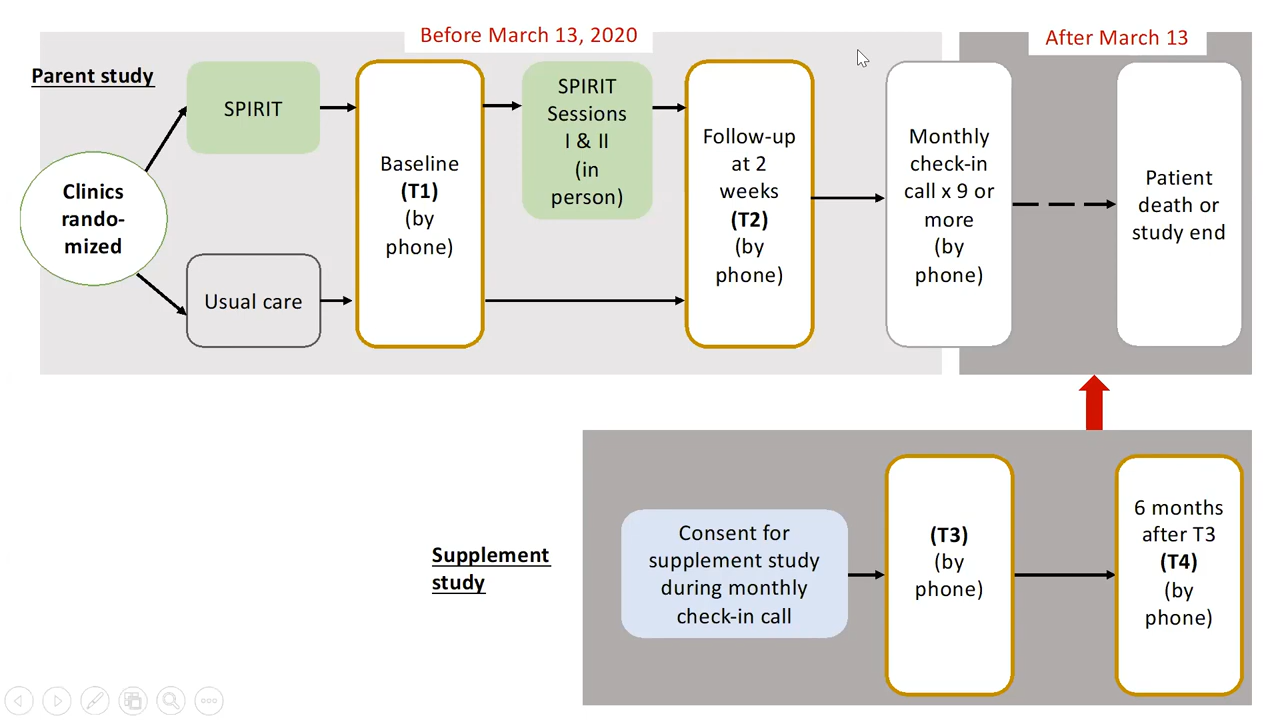 Before March 13, 2020
After March 13
Parent study
Clinics
rando-
mized
SPIRIT
Usual care
Baseline
(T1)
(by
phone)
SPIRIT
Sessions
I & II
(in
person)
Follow-up
at 2
weeks
(T2)
(by
phone)
Monthly
check-in
call x 9 or
more
(by
phone)
Patient
death or
study end
Supplement
study
Consent for
supplement study
during monthly
check-in call
(T3)
(by
phone)
6 months
after T3
(T4)
(by
phone)